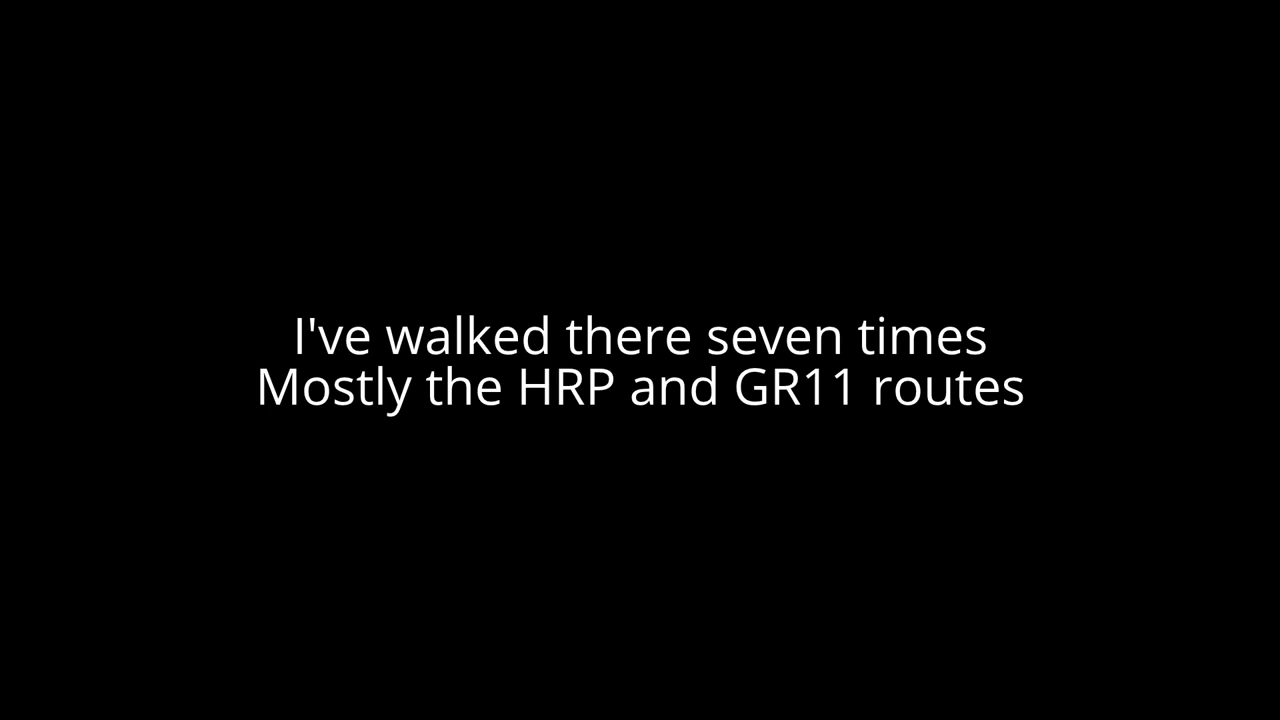 I've walked there seven times
Mostly the HRP and GR11 routes